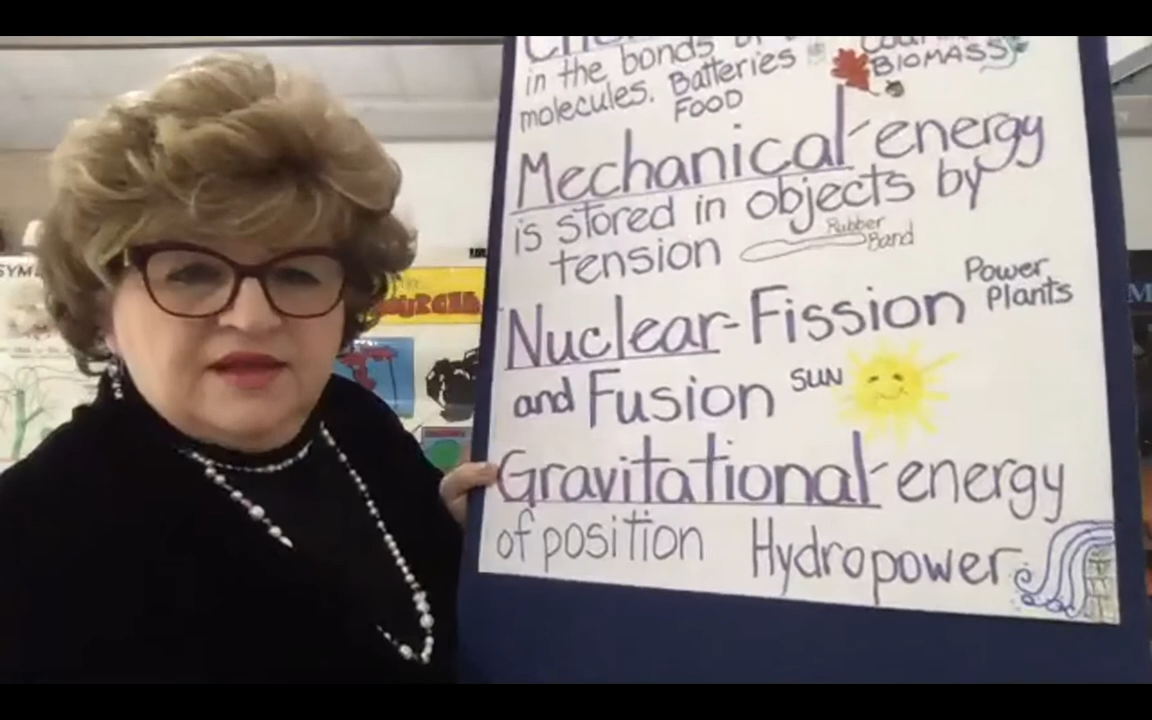 in the bonds of
molecules. Batteries
FOOD
BIOMASS
Mechanical-energy
is stored in objects by
tension
Rubber
Band
Nuclear-Fission
Power
Plants
and Fusion
SUN
Gravitational-energy
of position Hydropower
SYM